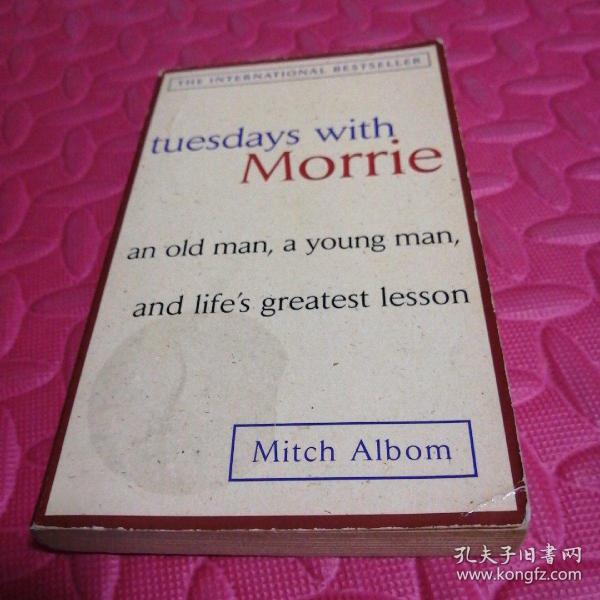 THE INTERNATIONAL BESTSELLER
tuesdays with
Morrie
an old man, a young man,
and life's greatest lesson
Mitch Albom
孔夫子旧書网
www.kongfz.com